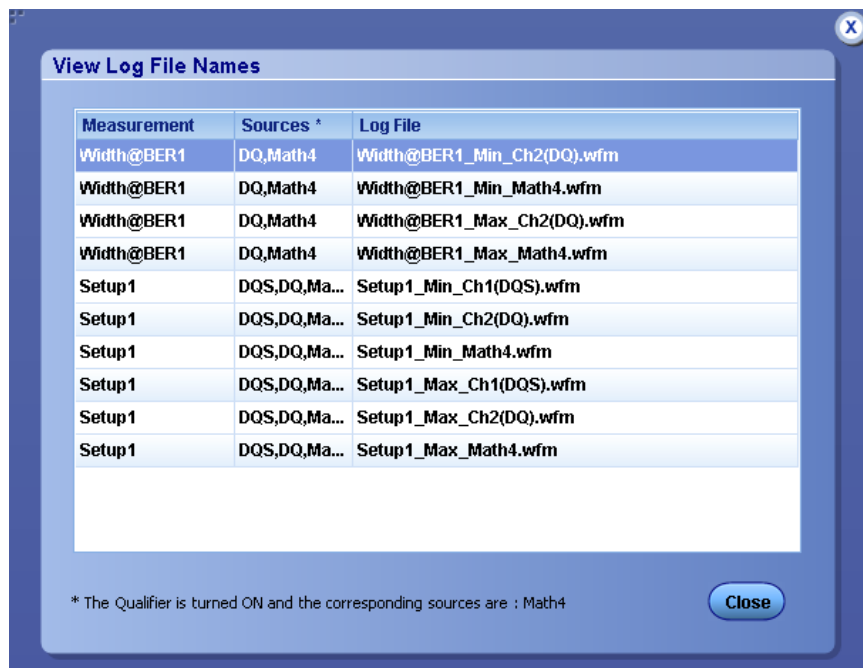 X
View Log File Names
Measurement Sources * Log File
Width@BER1 DQ,Math4 Width@BER1_Min_Ch2(DQ).wfm
Width@BER1 DQ,Math4 Width@BER1_Min_Math4.wfm
Width@BER1 DQ,Math4 Width@BER1_Max_Ch2(DQ).wfm
Width@BER1 DQ,Math4 Width@BER1_Max_Math4.wfm
Setup1 DQS,DQ,Ma... Setup1_Min_Ch1(DQS).wfm
Setup1 DQS,DQ,Ma... Setup1_Min_Ch2(DQ).wfm
Setup1 DQS,DQ,Ma... Setup1_Min_Math4.wfm
Setup1 DQS,DQ,Ma... Setup1_Max_Ch1(DQS).wfm
Setup1 DQS,DQ,Ma... Setup1_Max_Ch2(DQ).wfm
Setup1 DQS,DQ,Ma... Setup1_Max_Math4.wfm
* The Qualifier is turned ON and the corresponding sources are : Math4
Close